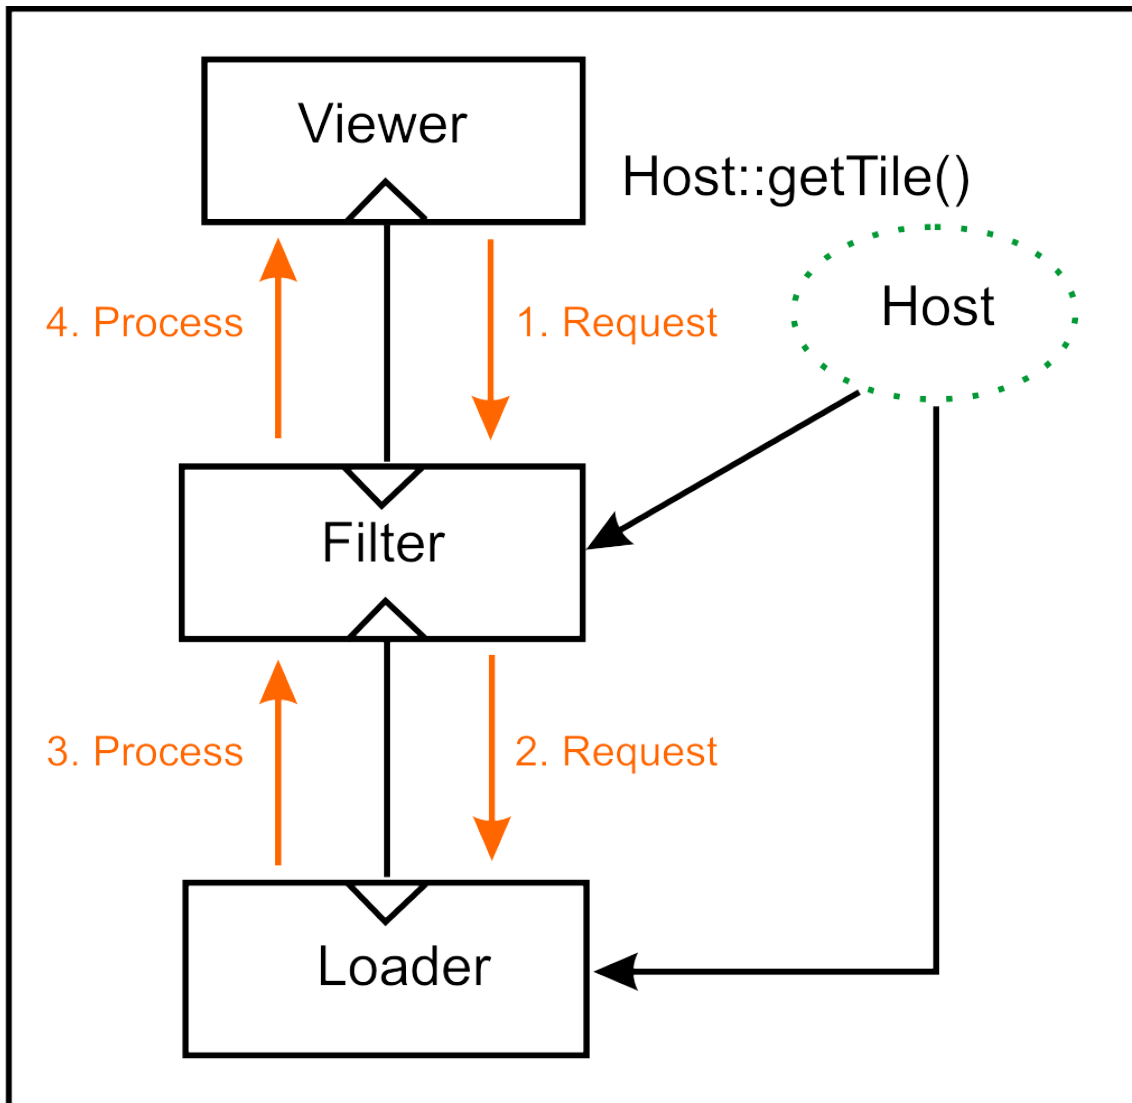 Viewer
Host::getTile()
Host
4. Process
1. Request
Filter
3. Process
2. Request
Loader